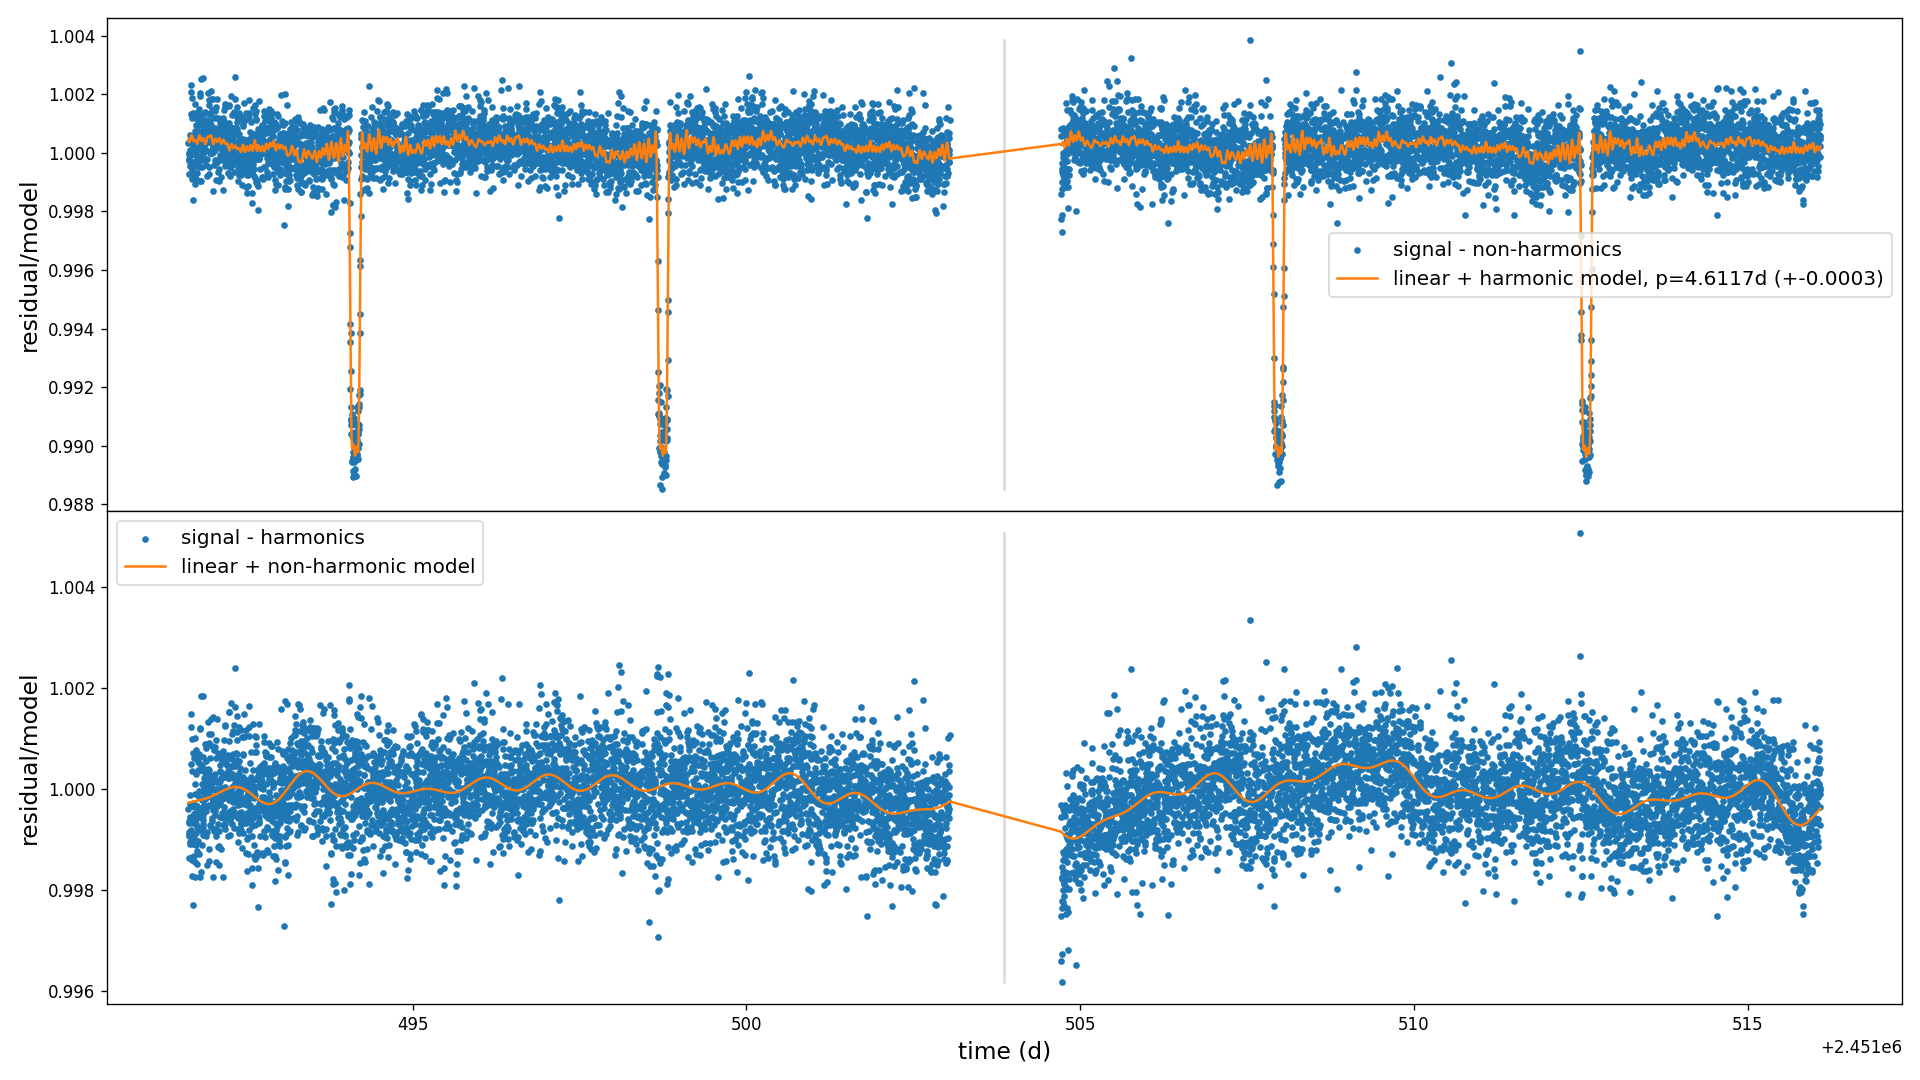 1.004
1.002
1.000
0.998
0.996
0.994
0.992
0.990
0.988
residual/model
signal - non-harmonics
linear + harmonic model, p=4.6117d (+-0.0003)
signal - harmonics
linear + non-harmonic model
1.004
1.002
1.000
0.998
0.996
residual/model
495
500
505
510
515
time (d)
+2.451e6